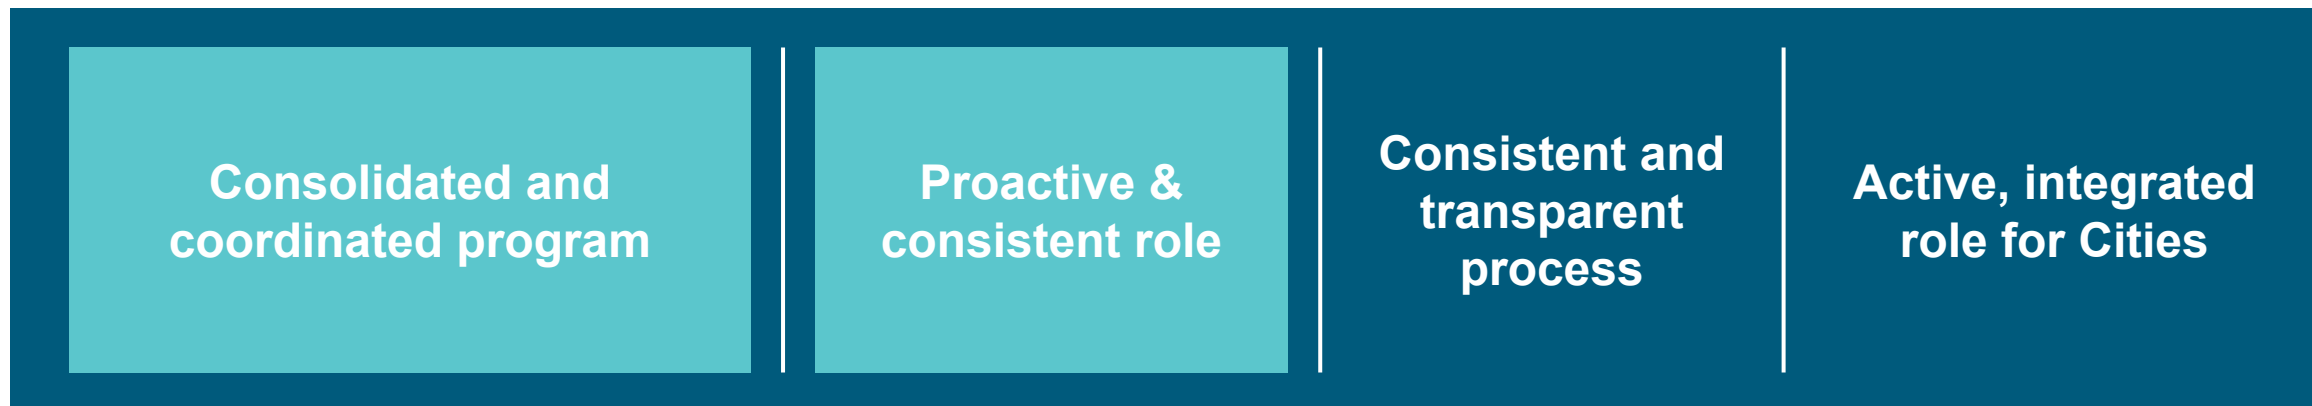 Consolidated and
coordinated program
Proactive &
consistent role
Consistent and
transparent
process
Active, integrated
role for Cities